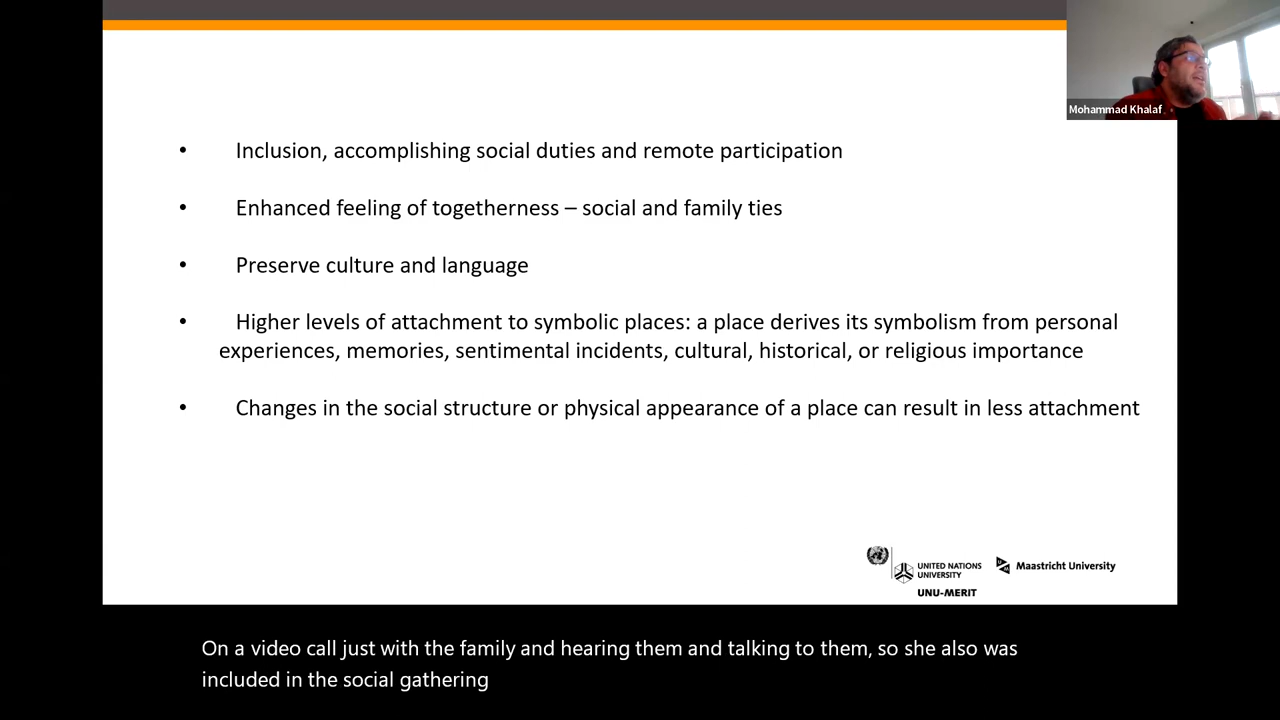 Mohammad Khalaf
• Inclusion, accomplishing social duties and remote participation
• Enhanced feeling of togetherness – social and family ties
• Preserve culture and language
• Higher levels of attachment to symbolic places: a place derives its symbolism from personal
experiences, memories, sentimental incidents, cultural, historical, or religious importance
• Changes in the social structure or physical appearance of a place can result in less attachment
UNITED NATIONS
UNIVERSITY
UNU-MERIT
Maastricht University
On a video call just with the family and hearing them and talking to them, so she also was
included in the social gathering